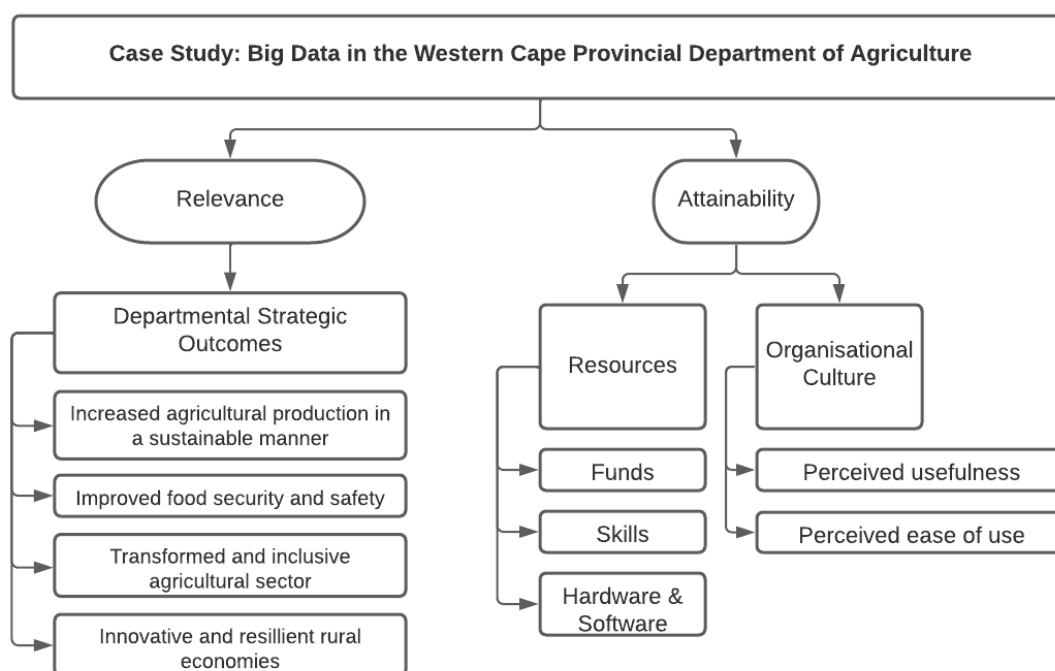 Case Study: Big Data in the Western Cape Provincial Department of Agriculture
Relevance
Attainability
Departmental Strategic
Outcomes
Increased agricultural production in
a sustainable manner
Improved food security and safety
Transformed and inclusive
agricultural sector
Innovative and resillient rural
economies
Resources
Funds
Skills
Hardware &
Software
Organisational
Culture
Perceived usefulness
Perceived ease of use